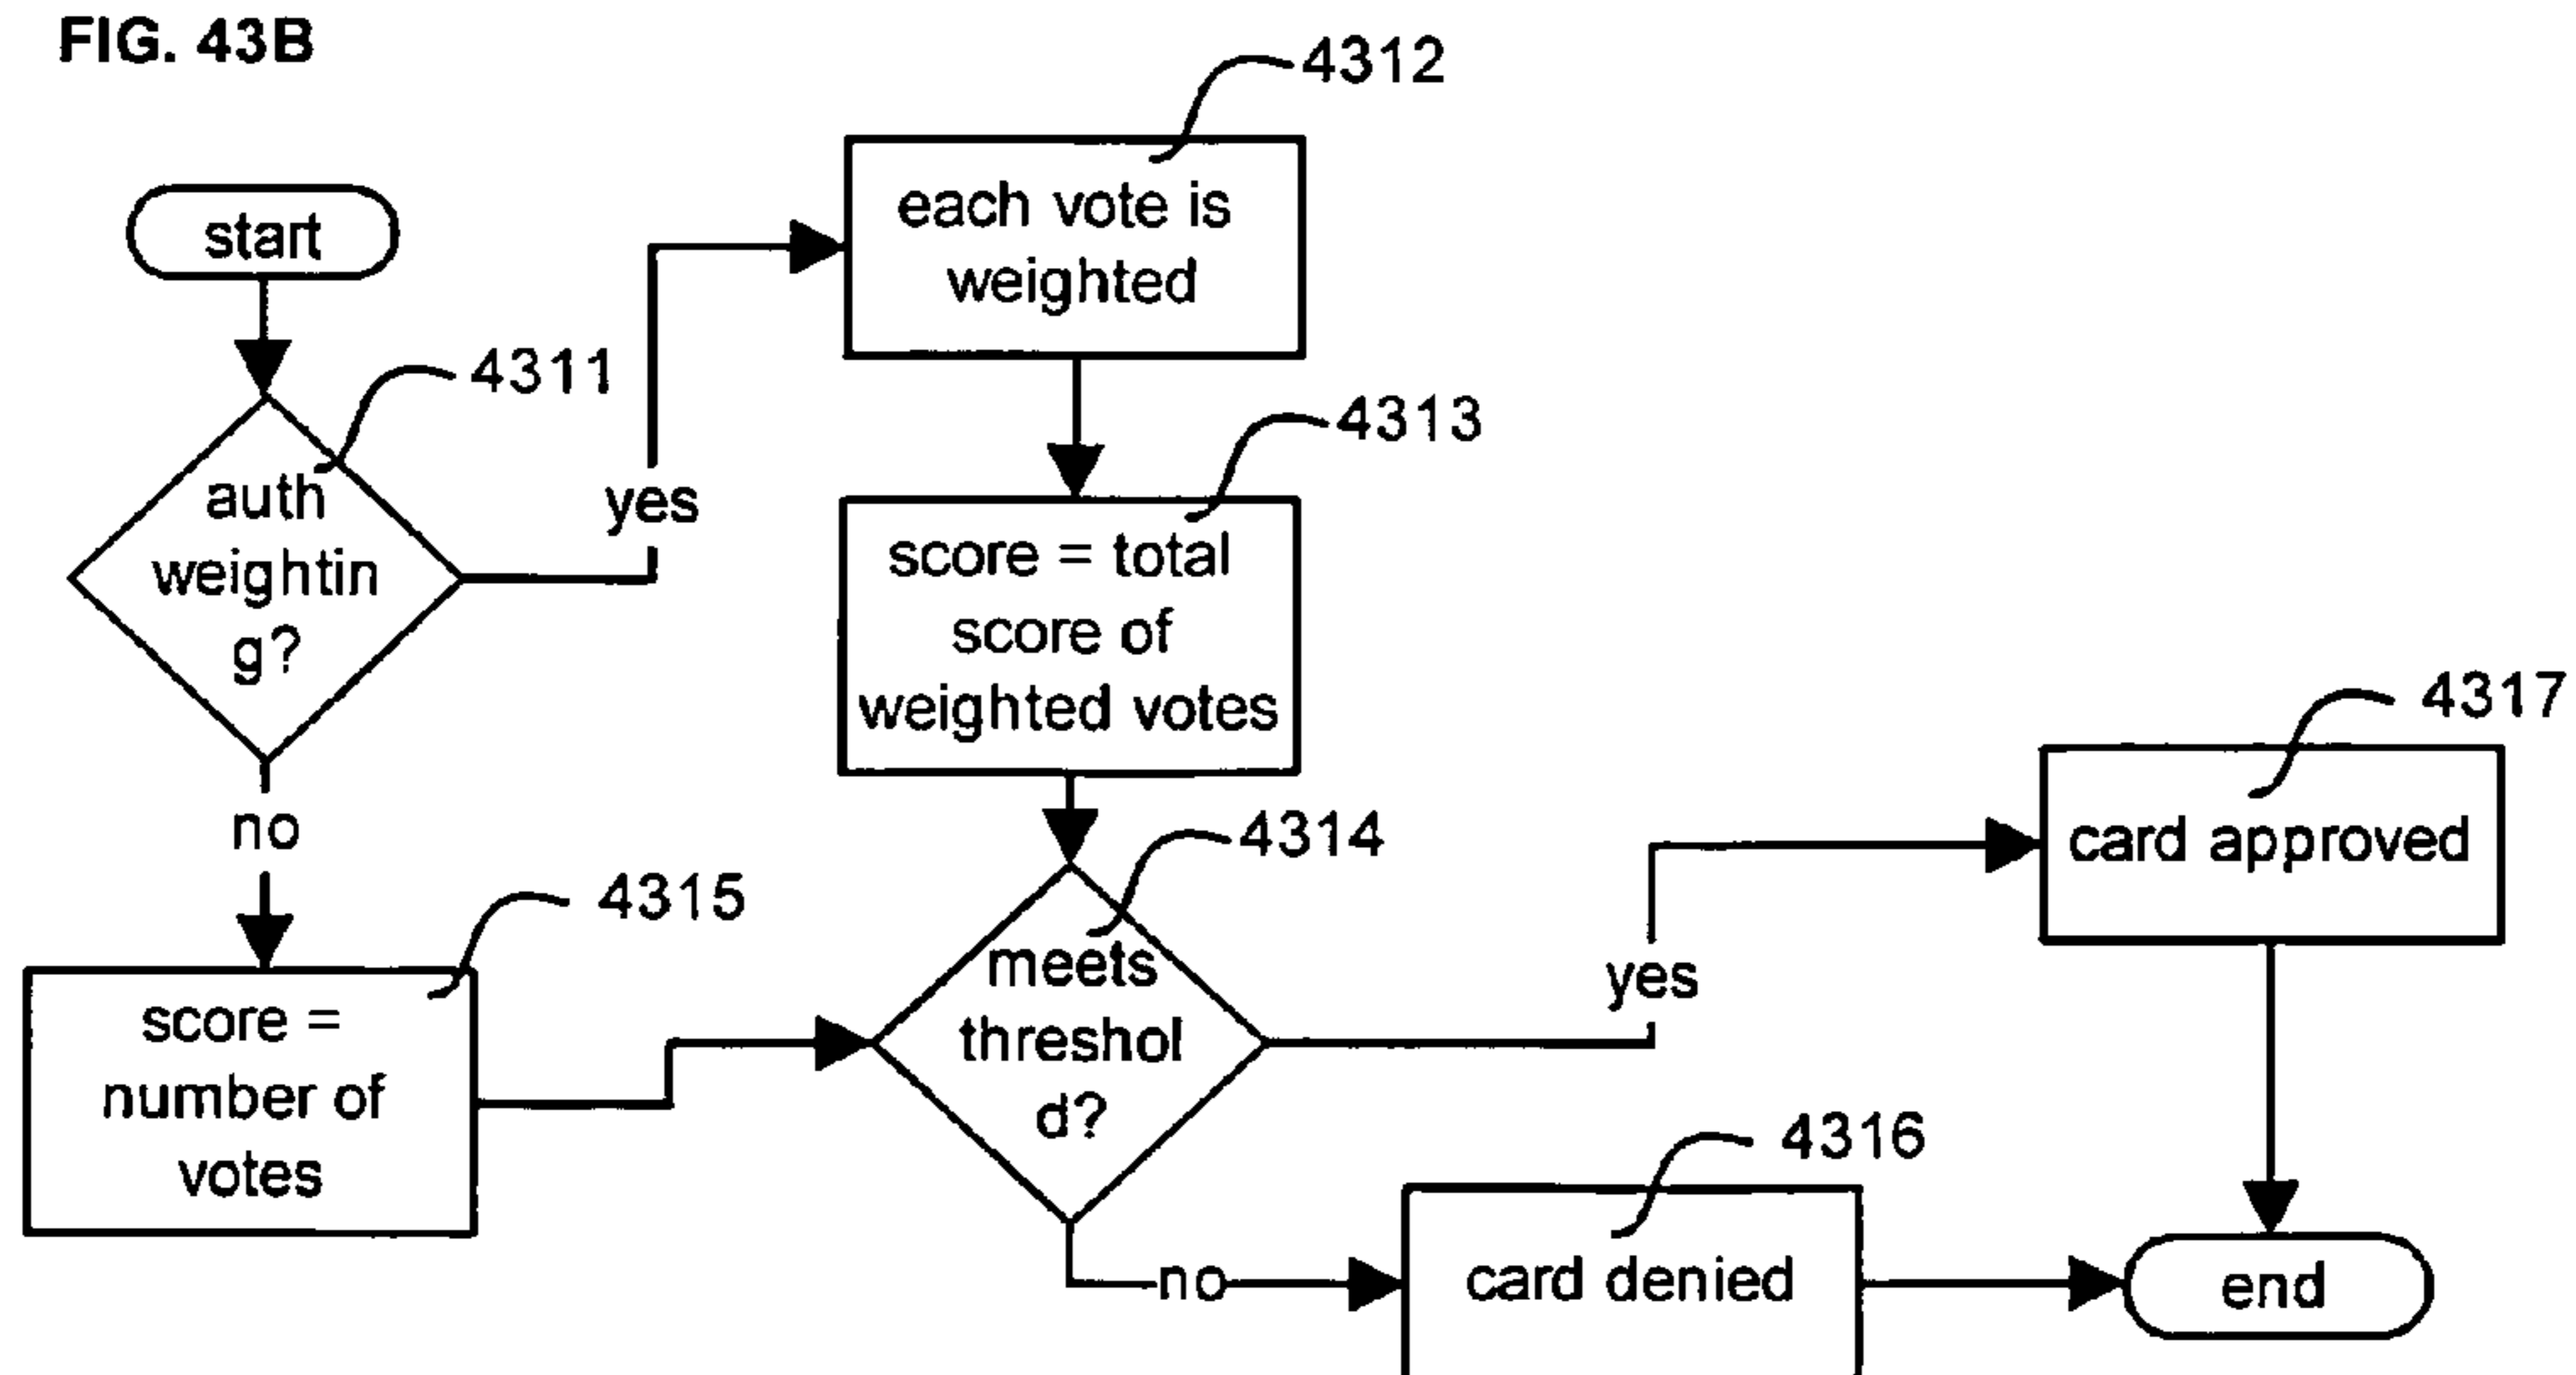 FIG. 43B
4312
each vote is
weighted
start
4311
auth
weightin
g?
yes
4313
score = total
score of
weighted votes
no
4315
score =
number of
votes
4314
meets
threshol
d?
yes
4317
card approved
no
4316
card denied
end